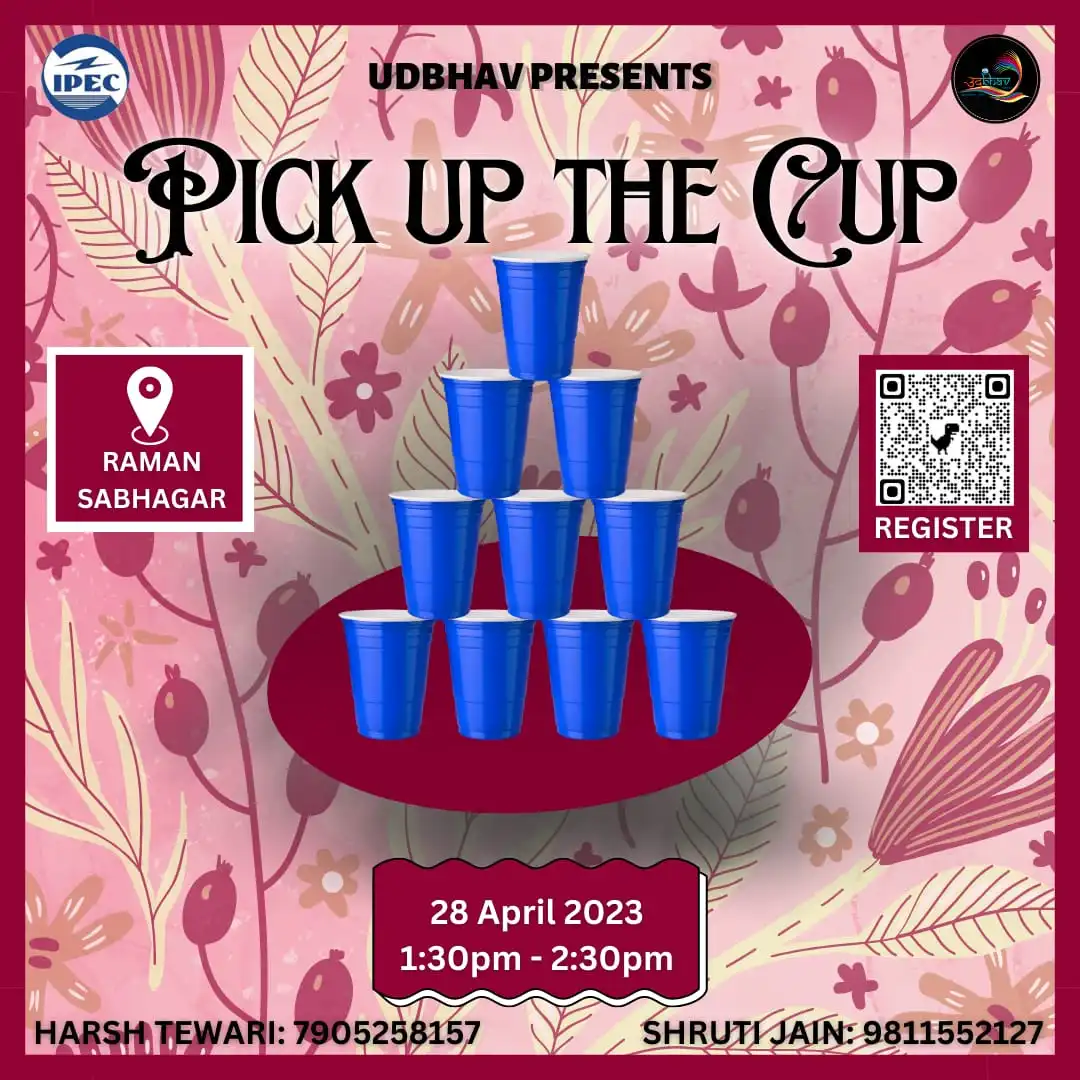 IPEC
UDBHAV PRESENTS
उदbhav
PICK UP THE CUP
RAMAN
SABHAGAR
REGISTER
28 April 2023
1:30pm - 2:30pm
HARSH TEWARI: 7905258157
SHRUTI JAIN: 9811552127